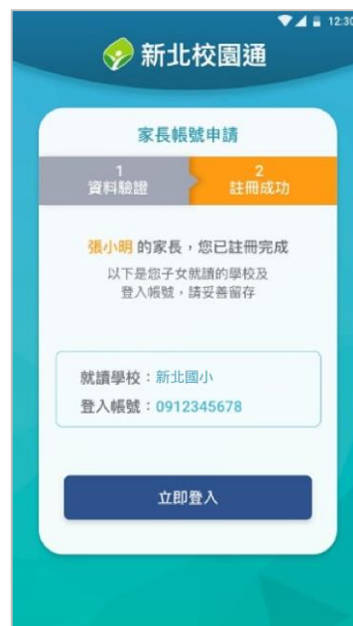 12:30
新北校園通
家長帳號申請
1
資料驗證
2
註冊成功
張小明 的家長，您已註冊完成
以下是您子女就讀的學校及
登入帳號，請妥善留存
就讀學校：新北國小
登入帳號：0912345678
立即登入